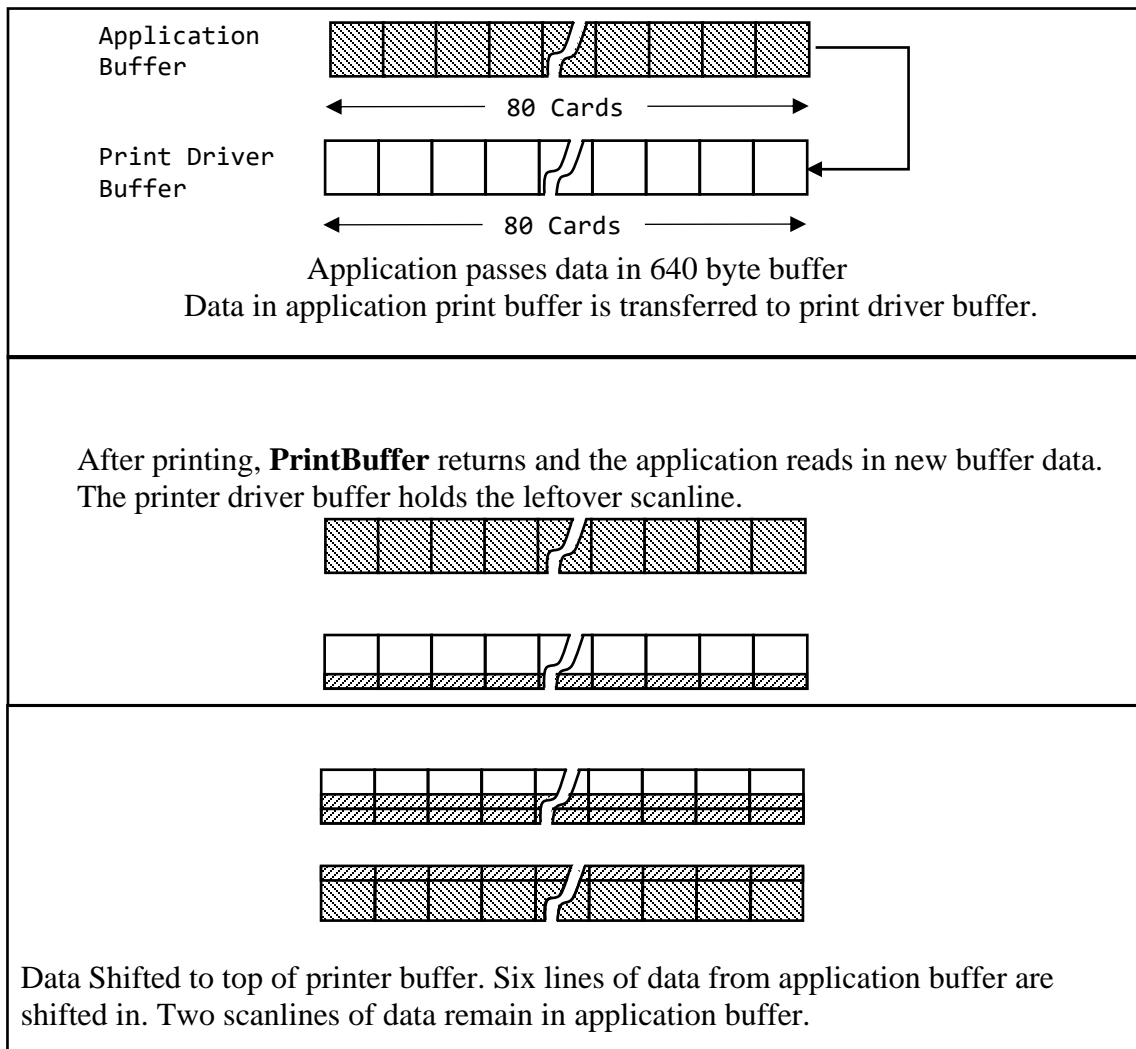 Application
Buffer
80 Cards
Print Driver
Buffer
80 Cards
Application passes data in 640 byte buffer
Data in application print buffer is transferred to print driver buffer.
After printing, PrintBuffer returns and the application reads in new buffer data.
The printer driver buffer holds the leftover scanline.
Data Shifted to top of printer buffer. Six lines of data from application buffer are
shifted in. Two scanlines of data remain in application buffer.